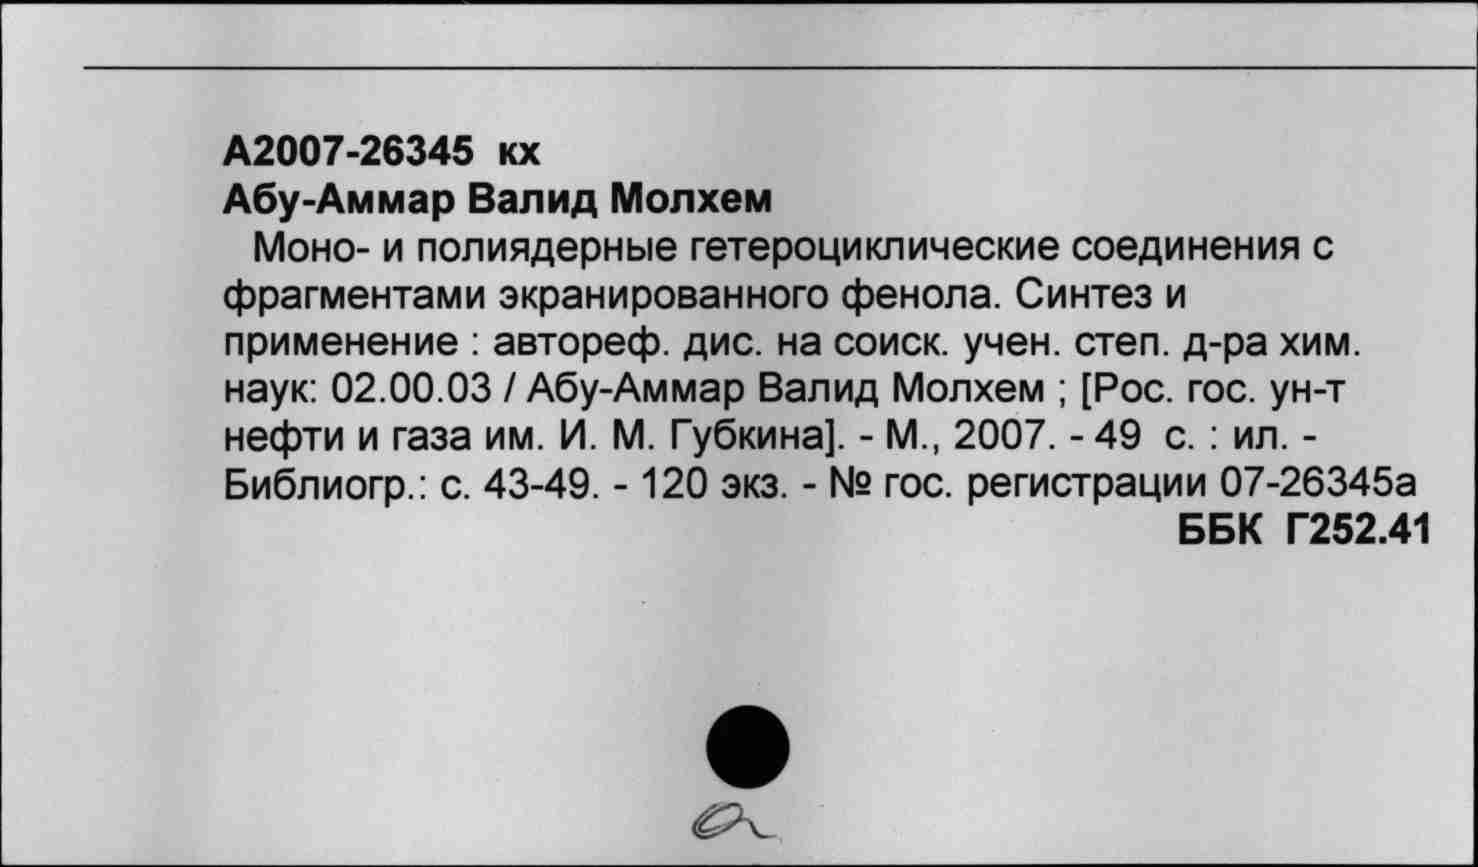 А2007-26345 кх
Абу-Аммар Валид Молхем
Моно- и полиядерные гетероциклические соединения с
фрагментами экранированного фенола. Синтез и
применение : автореф. дис. на соиск. учен. степ. д-ра хим.
наук: 02.00.03 / Абу-Аммар Валид Молхем ; [Рос. гос. ун-т
нефти и газа им. И. М. Губкина]. - М., 2007. - 49 с. : ил. -
Библиогр.: с. 43-49. - 120 экз. - № гос. регистрации 07-26345а
ББК Г252.41